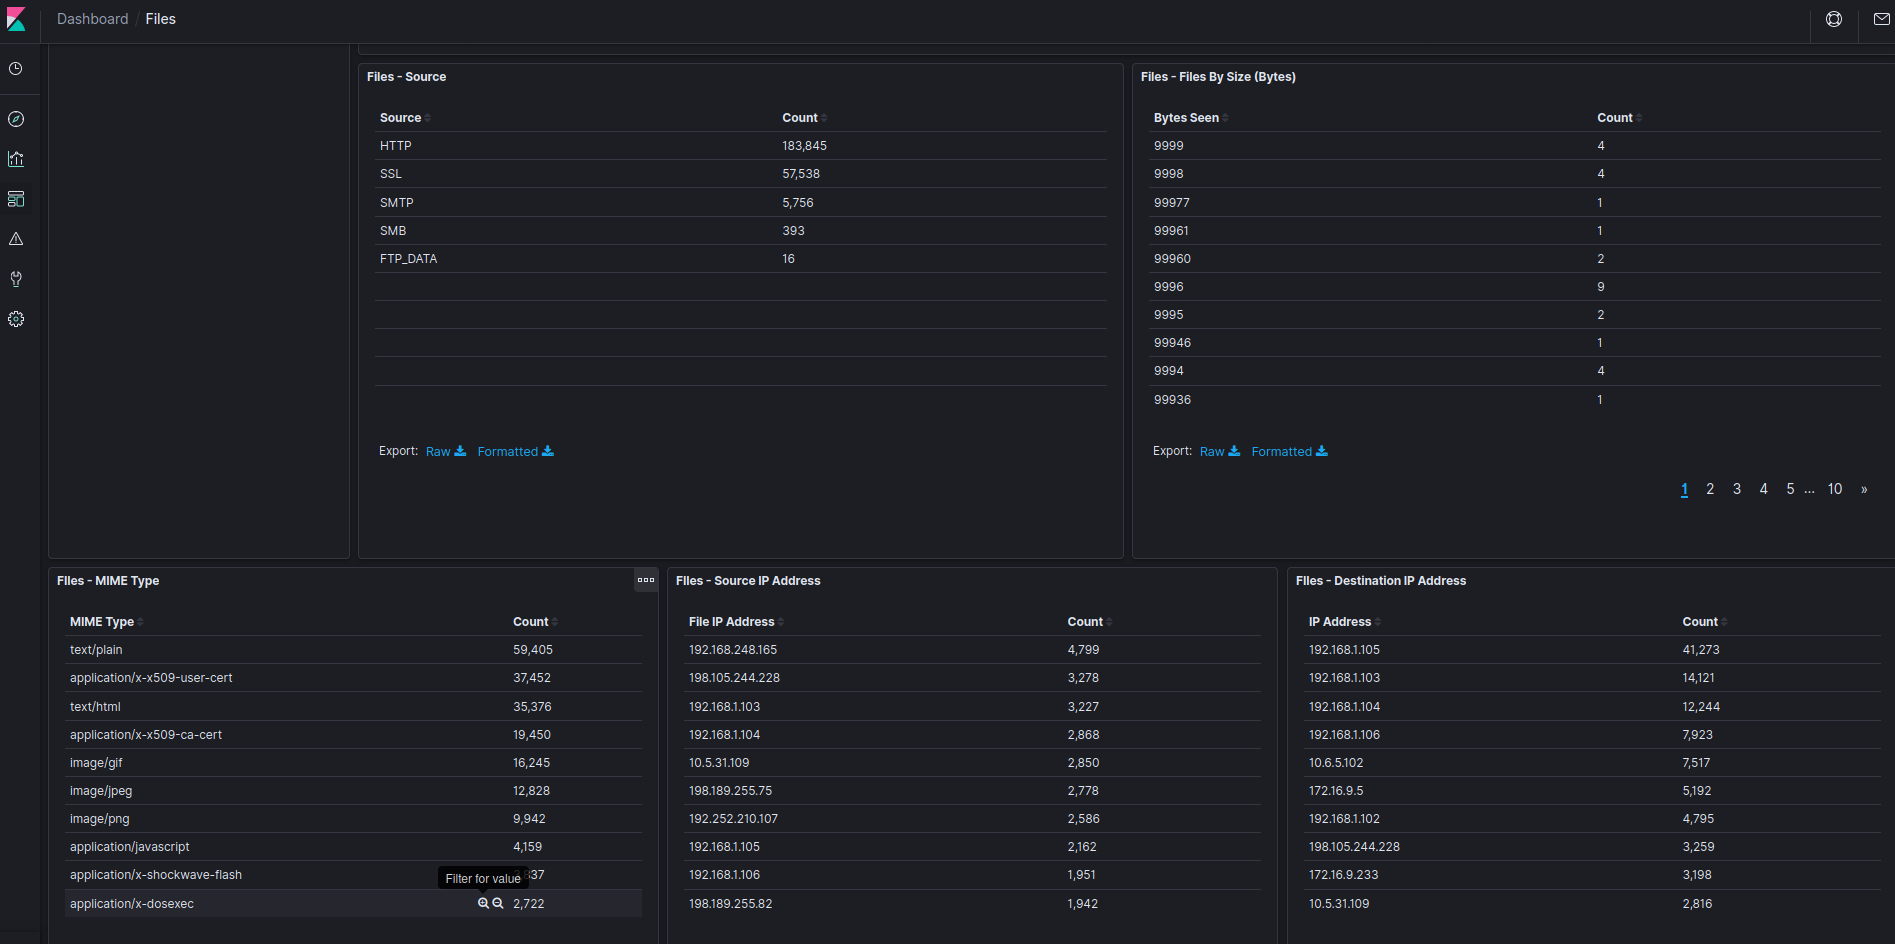 Dashboard / Files
Files - Source
Source Count
HTTP 183,845
SSL 57,538
SMTP 5,756
SMB 393
FTP_DATA 16
Export: Raw Formatted
Files - Files By Size (Bytes)
Bytes Seen Count
9999 4
9998 4
99977 1
99961 1
99960 2
9996 9
9995 2
99946 1
9994 4
99936 1
Export: Raw Formatted
1 2 3 4 5 ... 10 »
FIles - MIME Type
MIME Type Count
text/plain 59,405
application/x-x509-user-cert 37,452
text/html 35,376
application/x-x509-ca-cert 19,450
image/gif 16,245
image/jpeg 12,828
image/png 9,942
application/javascript 4,159
application/x-shockwave-flash
Filter for value
application/x-dosexec 2,722
FIles - Source IP Address
File IP Address Count
192.168.248.165 4,799
198.105.244.228 3,278
192.168.1.103 3,227
192.168.1.104 2,868
10.5.31.109 2,850
198.189.255.75 2,778
192.252.210.107 2,586
192.168.1.105 2,162
192.168.1.106 1,951
198.189.255.82 1,942
FIles - Destination IP Address
IP Address Count
192.168.1.105 41,273
192.168.1.103 14,121
192.168.1.104 12,244
192.168.1.106 7,923
10.6.5.102 7,517
172.16.9.5 5,192
192.168.1.102 4,795
198.105.244.228 3,259
172.16.9.233 3,198
10.5.31.109 2,816